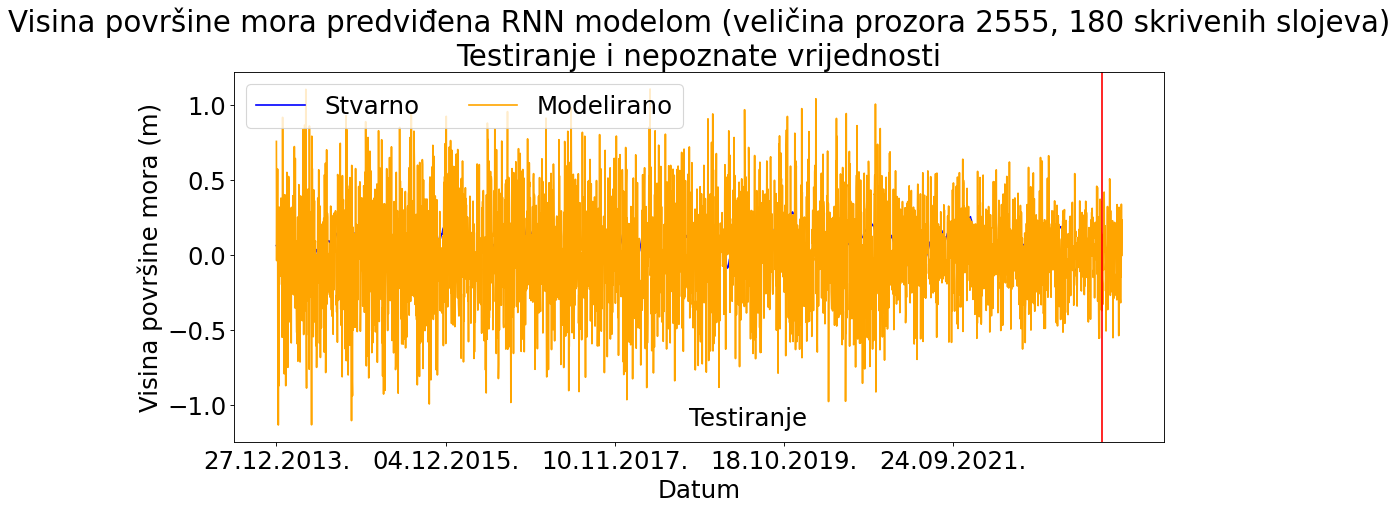 Visina površine mora predviđena RNN modelom (veličina prozora 2555, 180 skrivenih slojeva)
Testiranje i nepoznate vrijednosti
Stvarno
Modelirano
Visina površine mora (m)
1.0
0.5
0.0
−0.5
−1.0
Testiranje
27.12.2013.
04.12.2015.
10.11.2017.
18.10.2019.
24.09.2021.
Datum